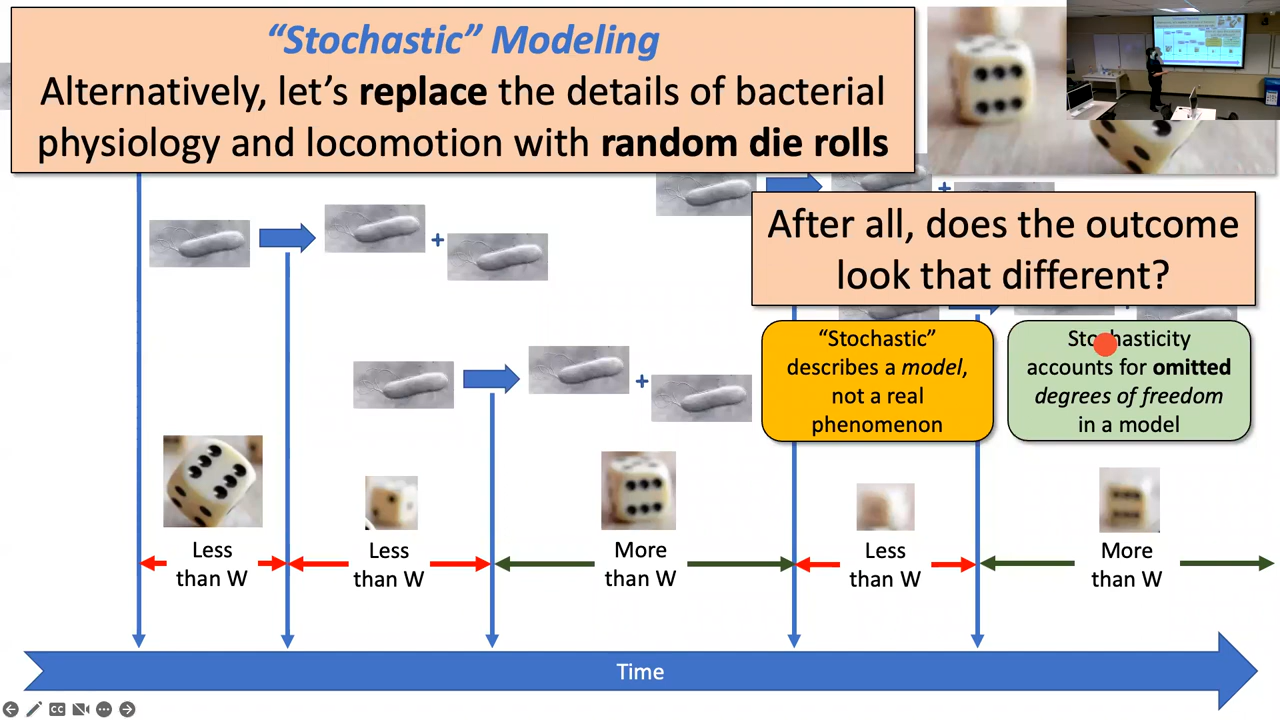 “Stochastic” Modeling
Alternatively, let’s replace the details of bacterial
physiology and locomotion with random die rolls
After all, does the outcome
look that different?
“Stochastic”
describes a model,
not a real
phenomenon
Stochasticity
accounts for omitted
degrees of freedom
in a model
+
+
+
Less
than W
Less
than W
More
than W
Less
than W
More
than W
Time
CC